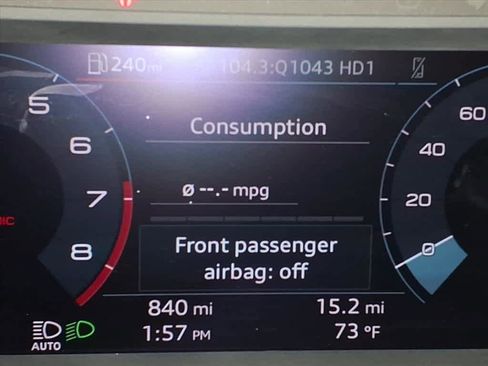 240 mi 104.3:Q1043 HD1
Consumption
5
6
7
8
60
40
20
0
ø --.- mpg
Front passenger
airbag: off
840 mi 15.2 mi
AUTO 1:57 PM 73 °F